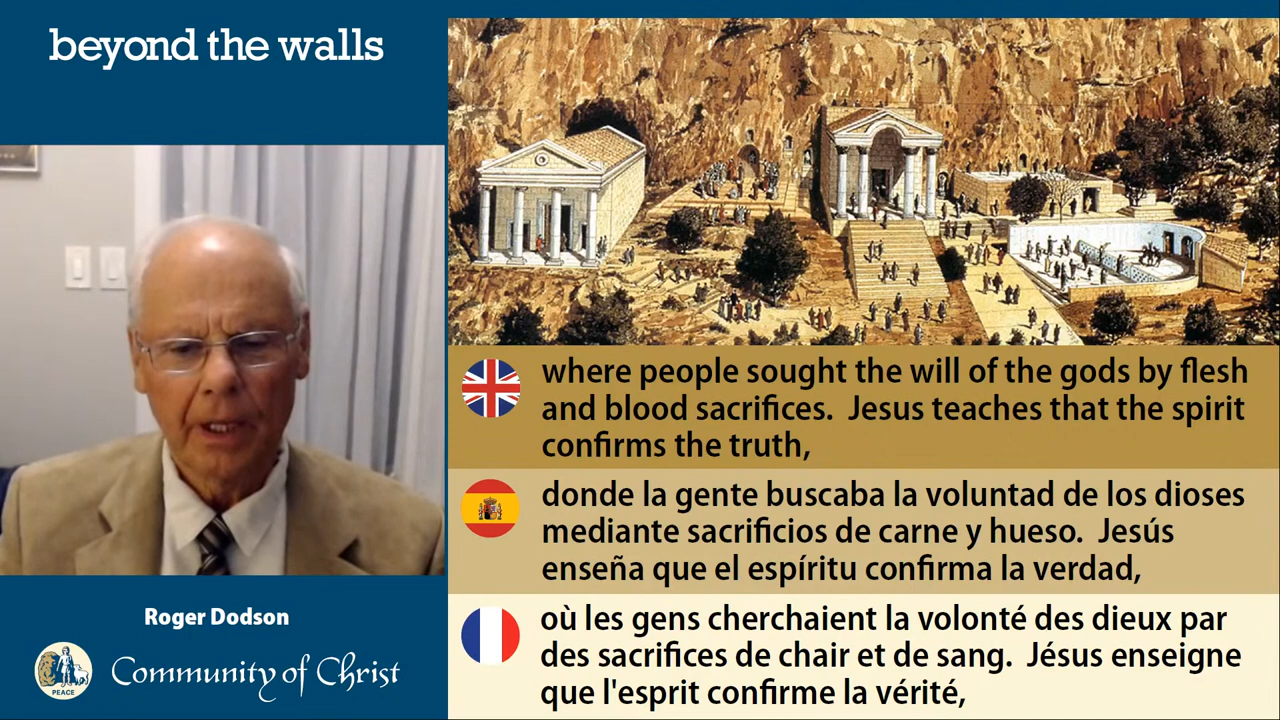 beyond the walls
where people sought the will of the gods by flesh
and blood sacrifices.  Jesus teaches that the spirit
confirms the truth,
donde la gente buscaba la voluntad de los dioses
mediante sacrificios de carne y hueso.  Jesús
enseña que el espíritu confirma la verdad,
où les gens cherchaient la volonté des dieux par
des sacrifices de chair et de sang.  Jésus enseigne
que l'esprit confirme la vérité,
Roger Dodson
PEACE
Community of Christ